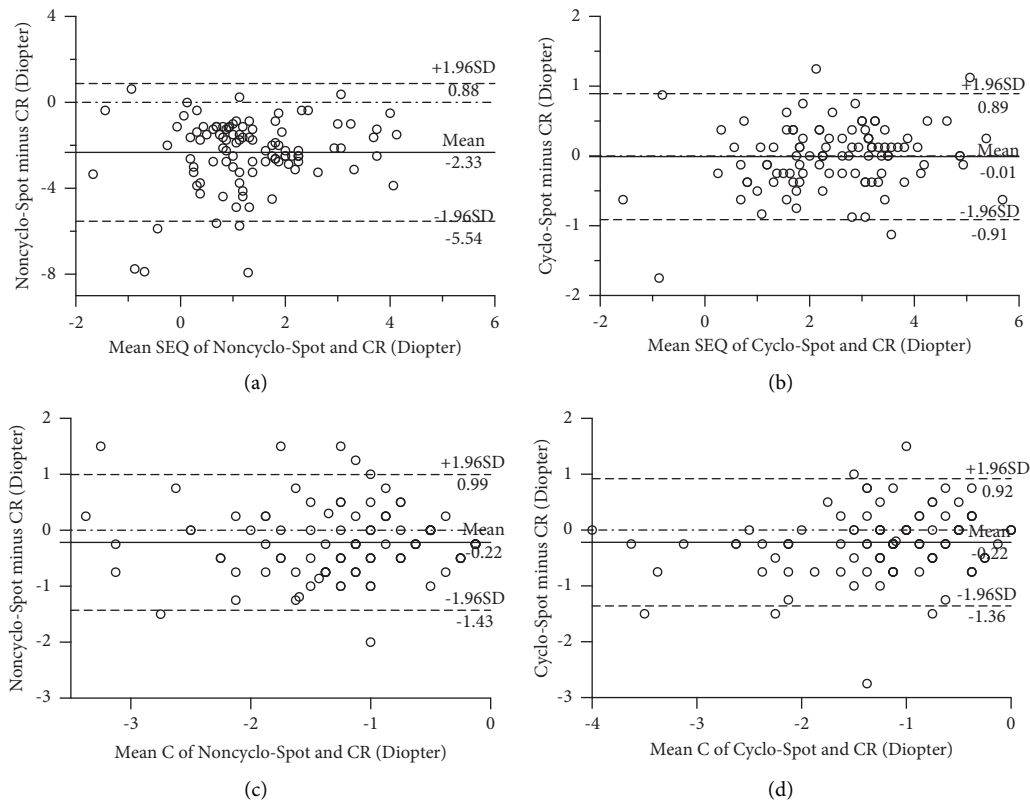 4
0
-4
-8
Noncyclo-Spot minus CR (Diopter)
+1.96SD
0.88
Mean
-2.33
-1.96SD
-5.54
-2 0 2 4 6
Mean SEQ of Noncyclo-Spot and CR (Diopter)
(a)
2
1
0
-1
-2
Cyclo-Spot minus CR (Diopter)
+1.96SD
0.89
Mean
-0.01
-1.96SD
-0.91
-2 0 2 4 6
Mean SEQ of Cyclo-Spot and CR (Diopter)
(b)
2
1
0
-1
-2
-3
Noncyclo-Spot minus CR (Diopter)
+1.96SD
0.99
Mean
-0.22
-1.96SD
-1.43
-3 -2 -1 0
Mean C of Noncyclo-Spot and CR (Diopter)
(c)
2
1
0
-1
-2
-3
Cyclo-Spot minus CR (Diopter)
+1.96SD
0.92
Mean
-0.22
-1.96SD
-1.36
-4 -3 -2 -1 0
Mean C of Cyclo-Spot and CR (Diopter)
(d)